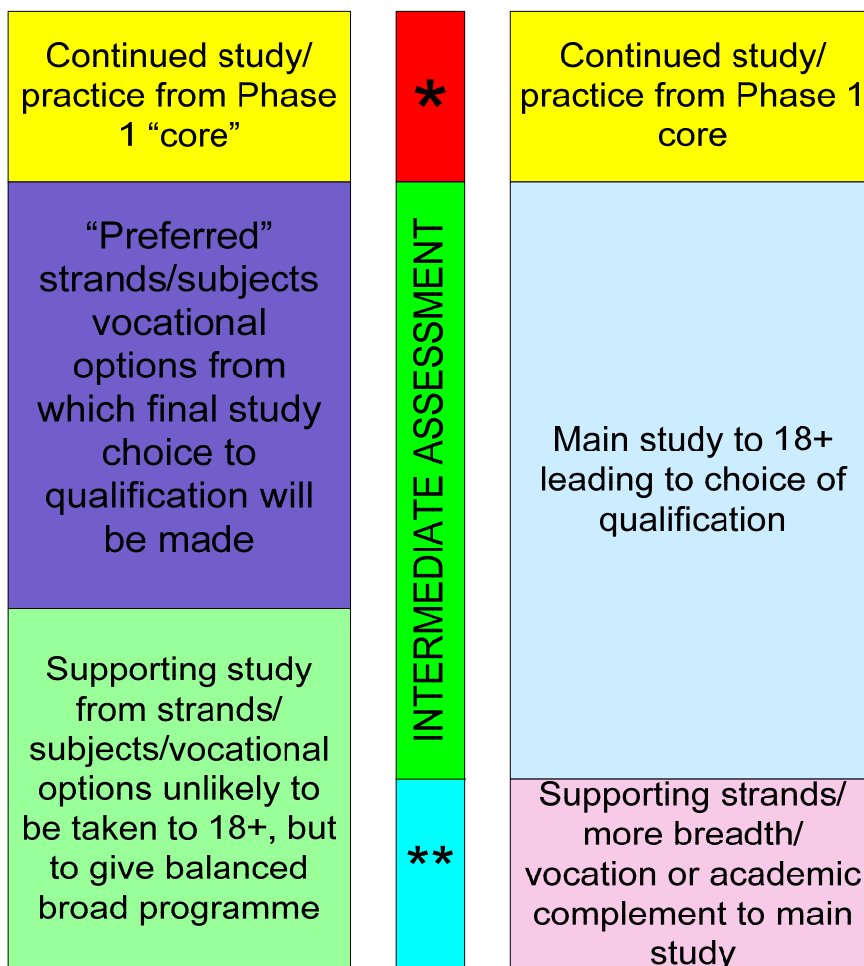 Continued study/
practice from Phase
1 “core”
“Preferred”
strands/subjects
vocational
options from
which final study
choice to
qualification will
be made
Supporting study
from strands/
subjects/vocational
options unlikely to
be taken to 18+, but
to give balanced
broad programme
*
INTERMEDIATE ASSESSMENT
**
Continued study/
practice from Phase 1
core
Main study to 18+
leading to choice of
qualification
Supporting strands/
more breadth/
vocation or academic
complement to main
study